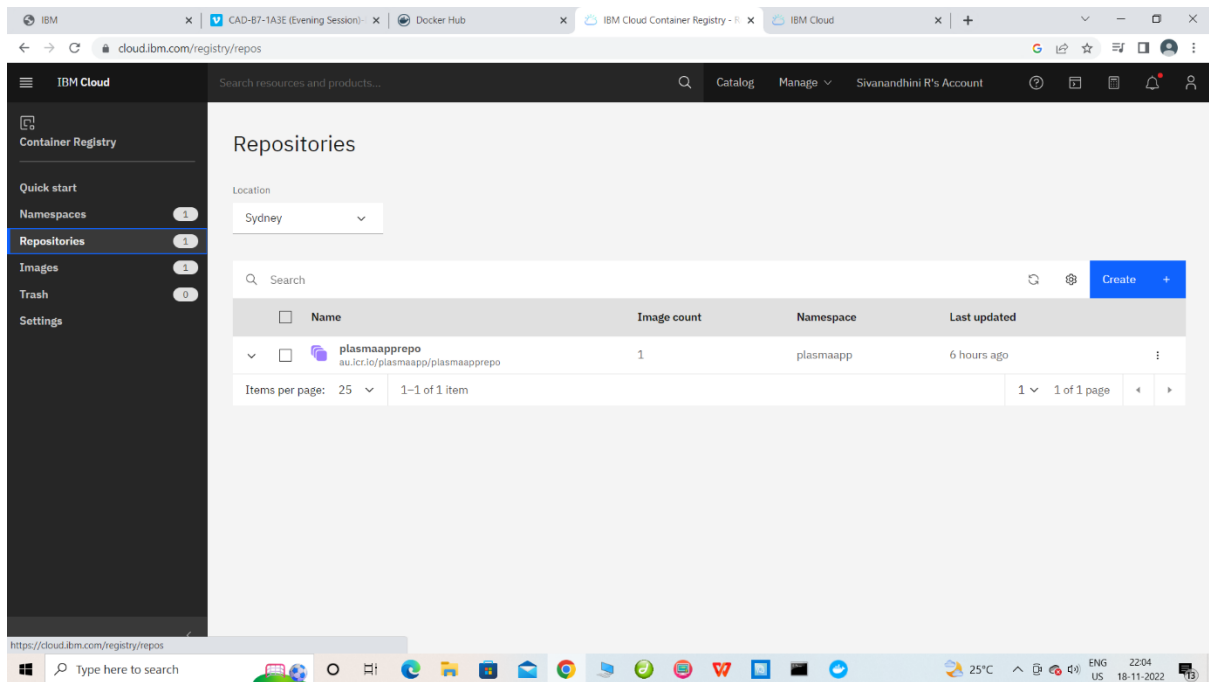 IBM
CAD-B7-1A3E (Evening Session)-
Docker Hub
IBM Cloud Container Registry - R
IBM Cloud
cloud.ibm.com/registry/repos
IBM Cloud
Search resources and products...
Catalog
Manage
Sivanandhini R's Account
Container Registry
Quick start
Namespaces 1
Repositories 1
Images 1
Trash 0
Settings
Repositories
Location
Sydney
Search
Create +
Name Image count Namespace Last updated
plasmaapprepo 1 plasmaapp 6 hours ago
au.icr.io/plasmaapp/plasmaapprepo
Items per page: 25 1–1 of 1 item 1 1 of 1 page
https://cloud.ibm.com/registry/repos
Type here to search
25°C
ENG
US
22:04
18-11-2022
13